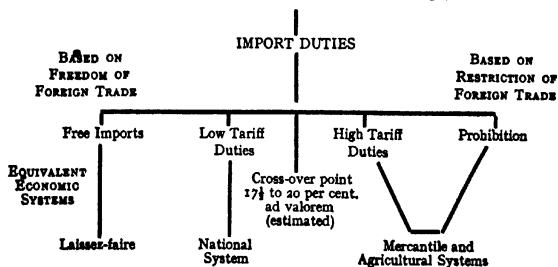 IMPORT DUTIES
BASED ON
FREEDOM OF
FOREIGN TRADE
BASED ON
RESTRICTION OF
FOREIGN TRADE
Free Imports
Low Tariff
Duties
High Tariff
Duties
Prohibition
EQUIVALENT
ECONOMIC
SYSTEMS
Cross-over point
17½ to 20 per cent.
ad valorem
(estimated)
Laissez-faire
National
System
Mercantile and
Agricultural Systems